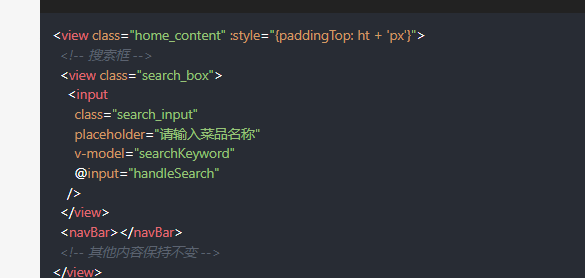 <view class="home_content" :style="{paddingTop: ht + 'px'}">
<!-- 搜索框 -->
<view class="search_box">
<input
class="search_input"
placeholder="请输入菜品名称"
v-model="searchKeyword"
@input="handleSearch"
/>
</view>
<navBar></navBar>
<!-- 其他内容保持不变 -->
</view>